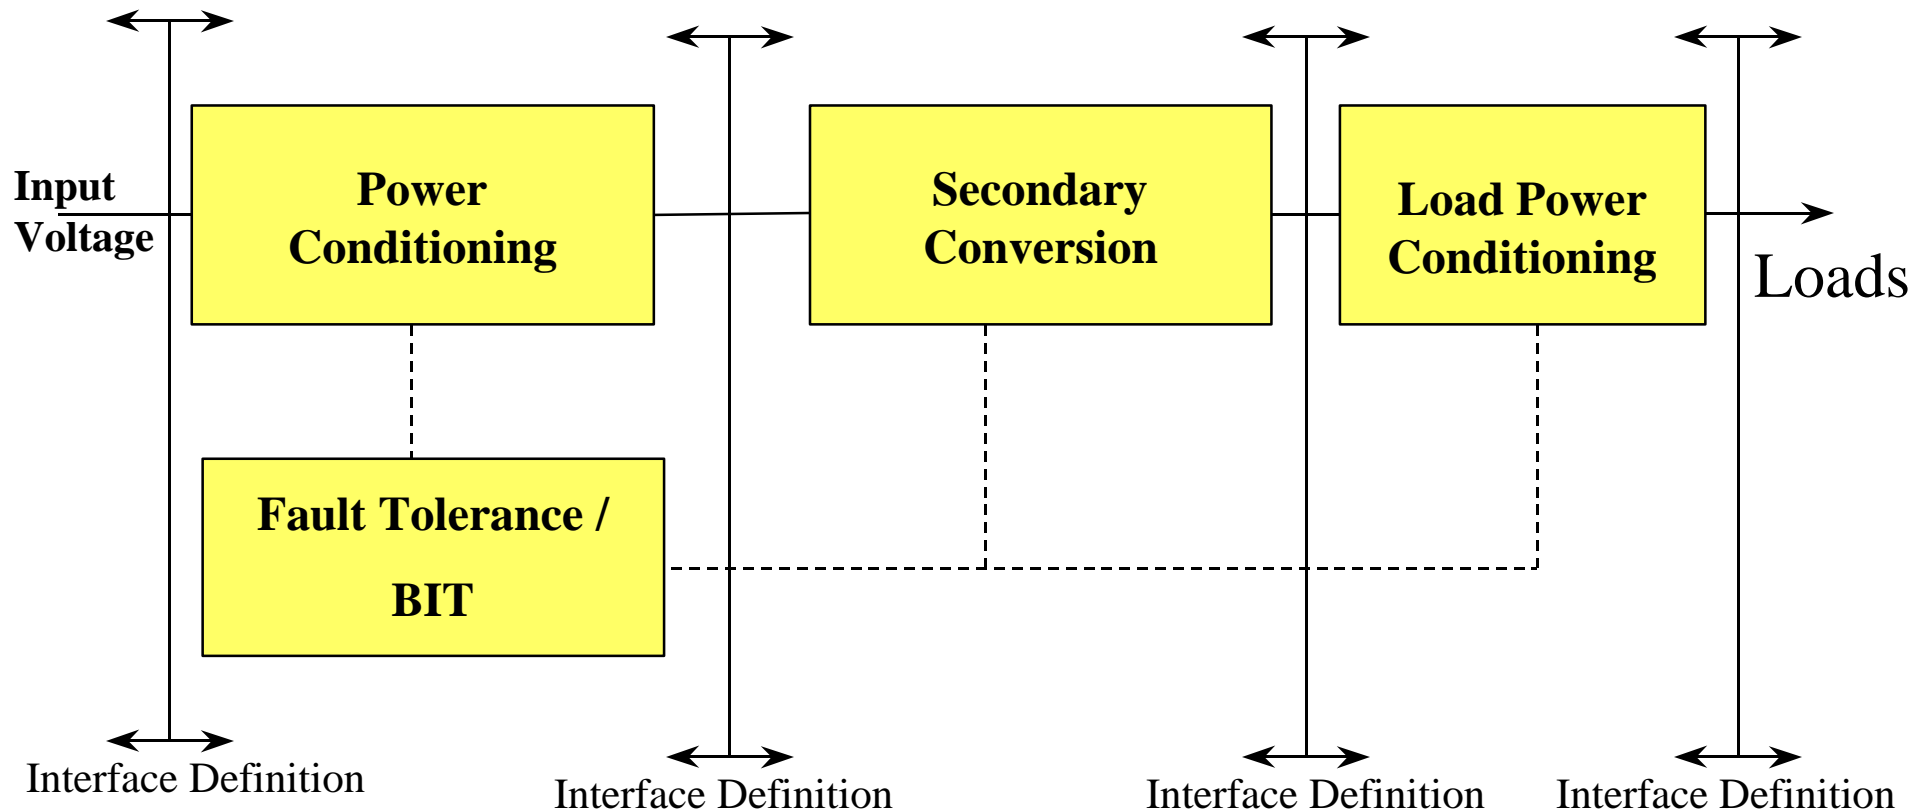 Input
Voltage
Power
Conditioning
Secondary
Conversion
Load Power
Conditioning
Loads
Fault Tolerance /
BIT
Interface Definition
Interface Definition
Interface Definition
Interface Definition